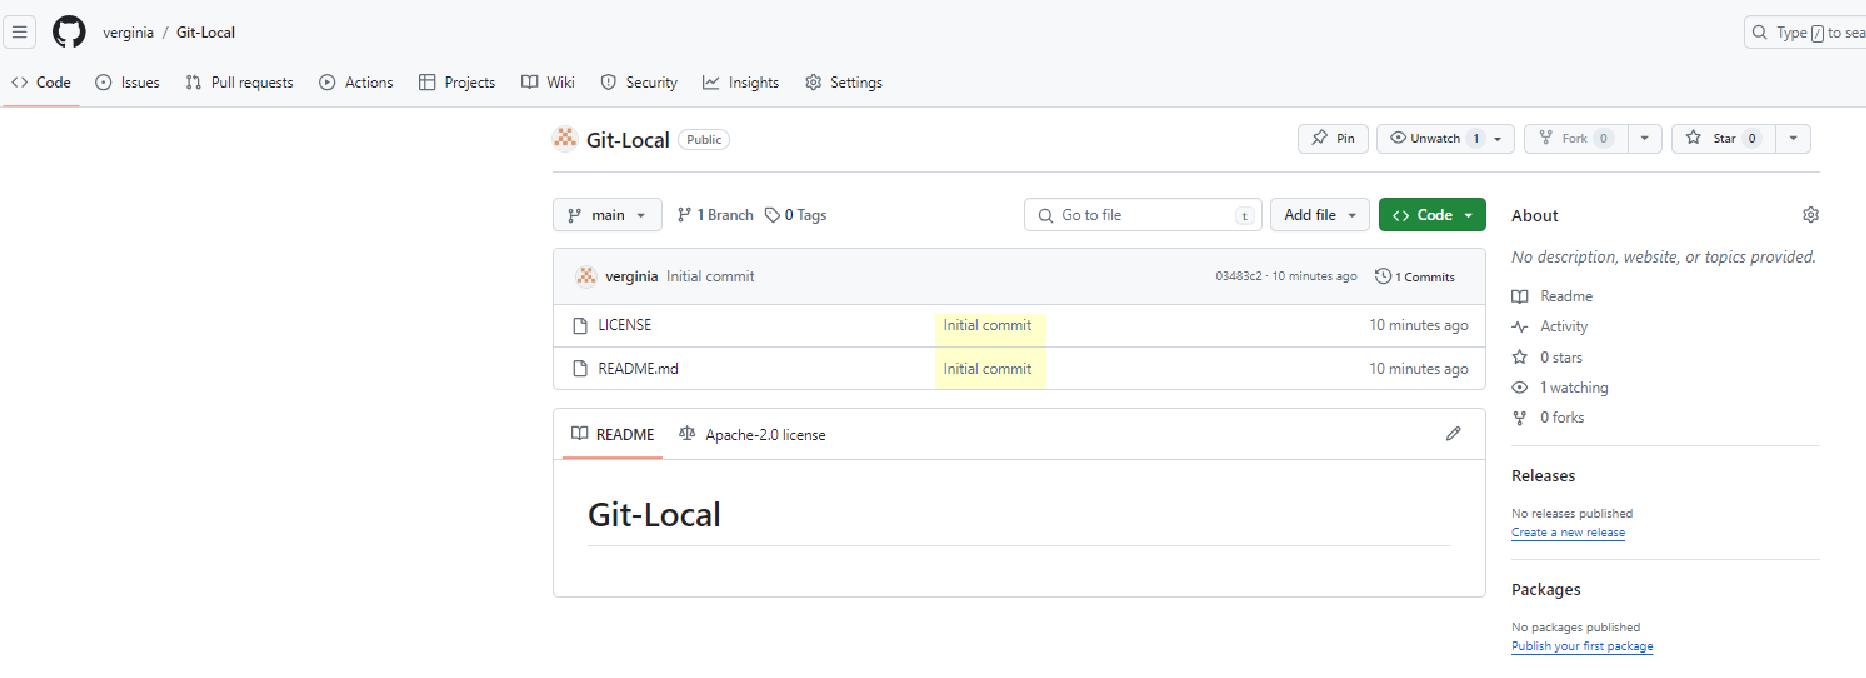 verginia / Git-Local
Type / to sea
Code Issues Pull requests Actions Projects Wiki Security Insights Settings
Git-Local Public
Pin Unwatch 1 Fork 0 Star 0
main 1 Branch 0 Tags Go to file t Add file Code
verginia Initial commit 03483c2 · 10 minutes ago 1 Commits
LICENSE Initial commit 10 minutes ago
README.md Initial commit 10 minutes ago
README Apache-2.0 license
Git-Local
About
No description, website, or topics provided.
Readme
Activity
0 stars
1 watching
0 forks
Releases
No releases published
Create a new release
Packages
No packages published
Publish your first package